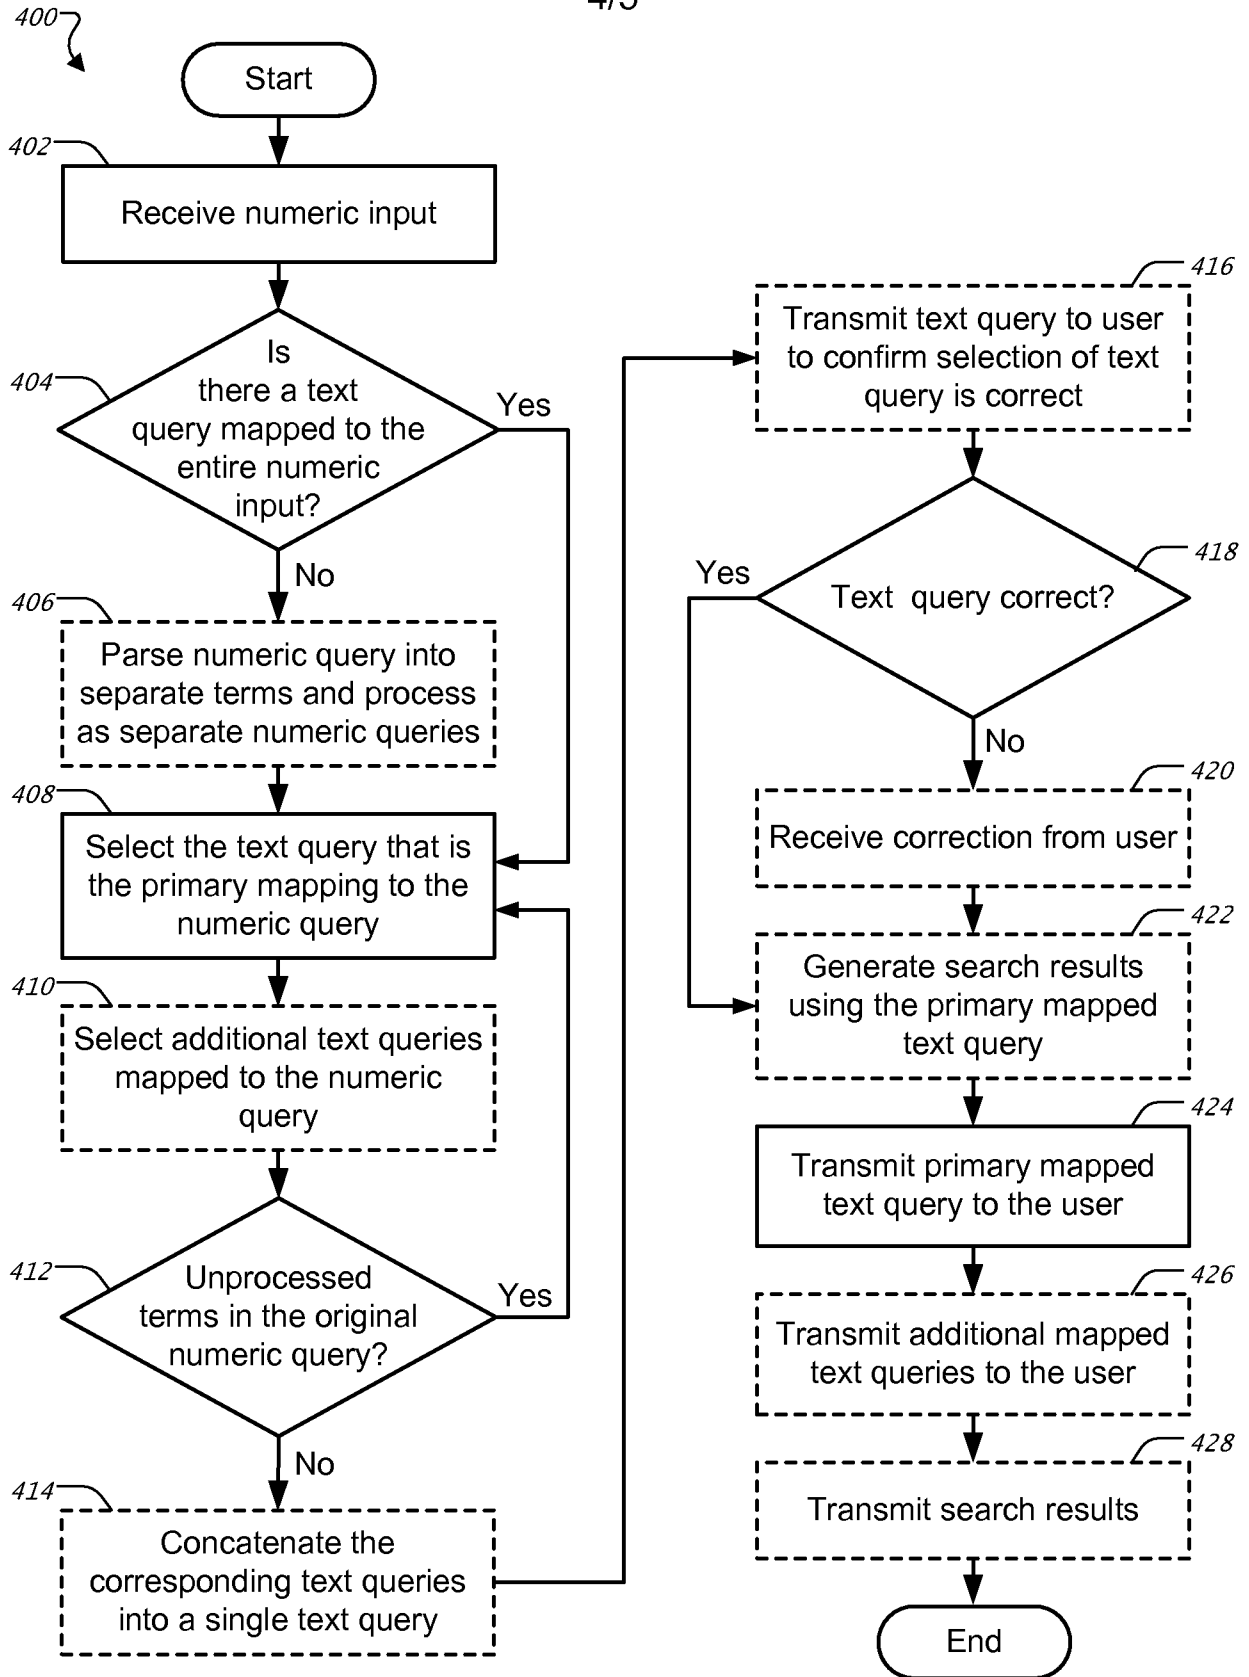 4/5
400
Start
402
Receive numeric input
404
Is
there a text
query mapped to the
entire numeric
input?
Yes
No
406
Parse numeric query into
separate terms and process
as separate numeric queries
408
Select the text query that is
the primary mapping to the
numeric query
410
Select additional text queries
mapped to the numeric
query
412
Unprocessed
terms in the original
numeric query?
Yes
No
414
Concatenate the
corresponding text queries
into a single text query
416
Transmit text query to user
to confirm selection of text
query is correct
418
Text query correct?
Yes
No
420
Receive correction from user
422
Generate search results
using the primary mapped
text query
424
Transmit primary mapped
text query to the user
426
Transmit additional mapped
text queries to the user
428
Transmit search results
End